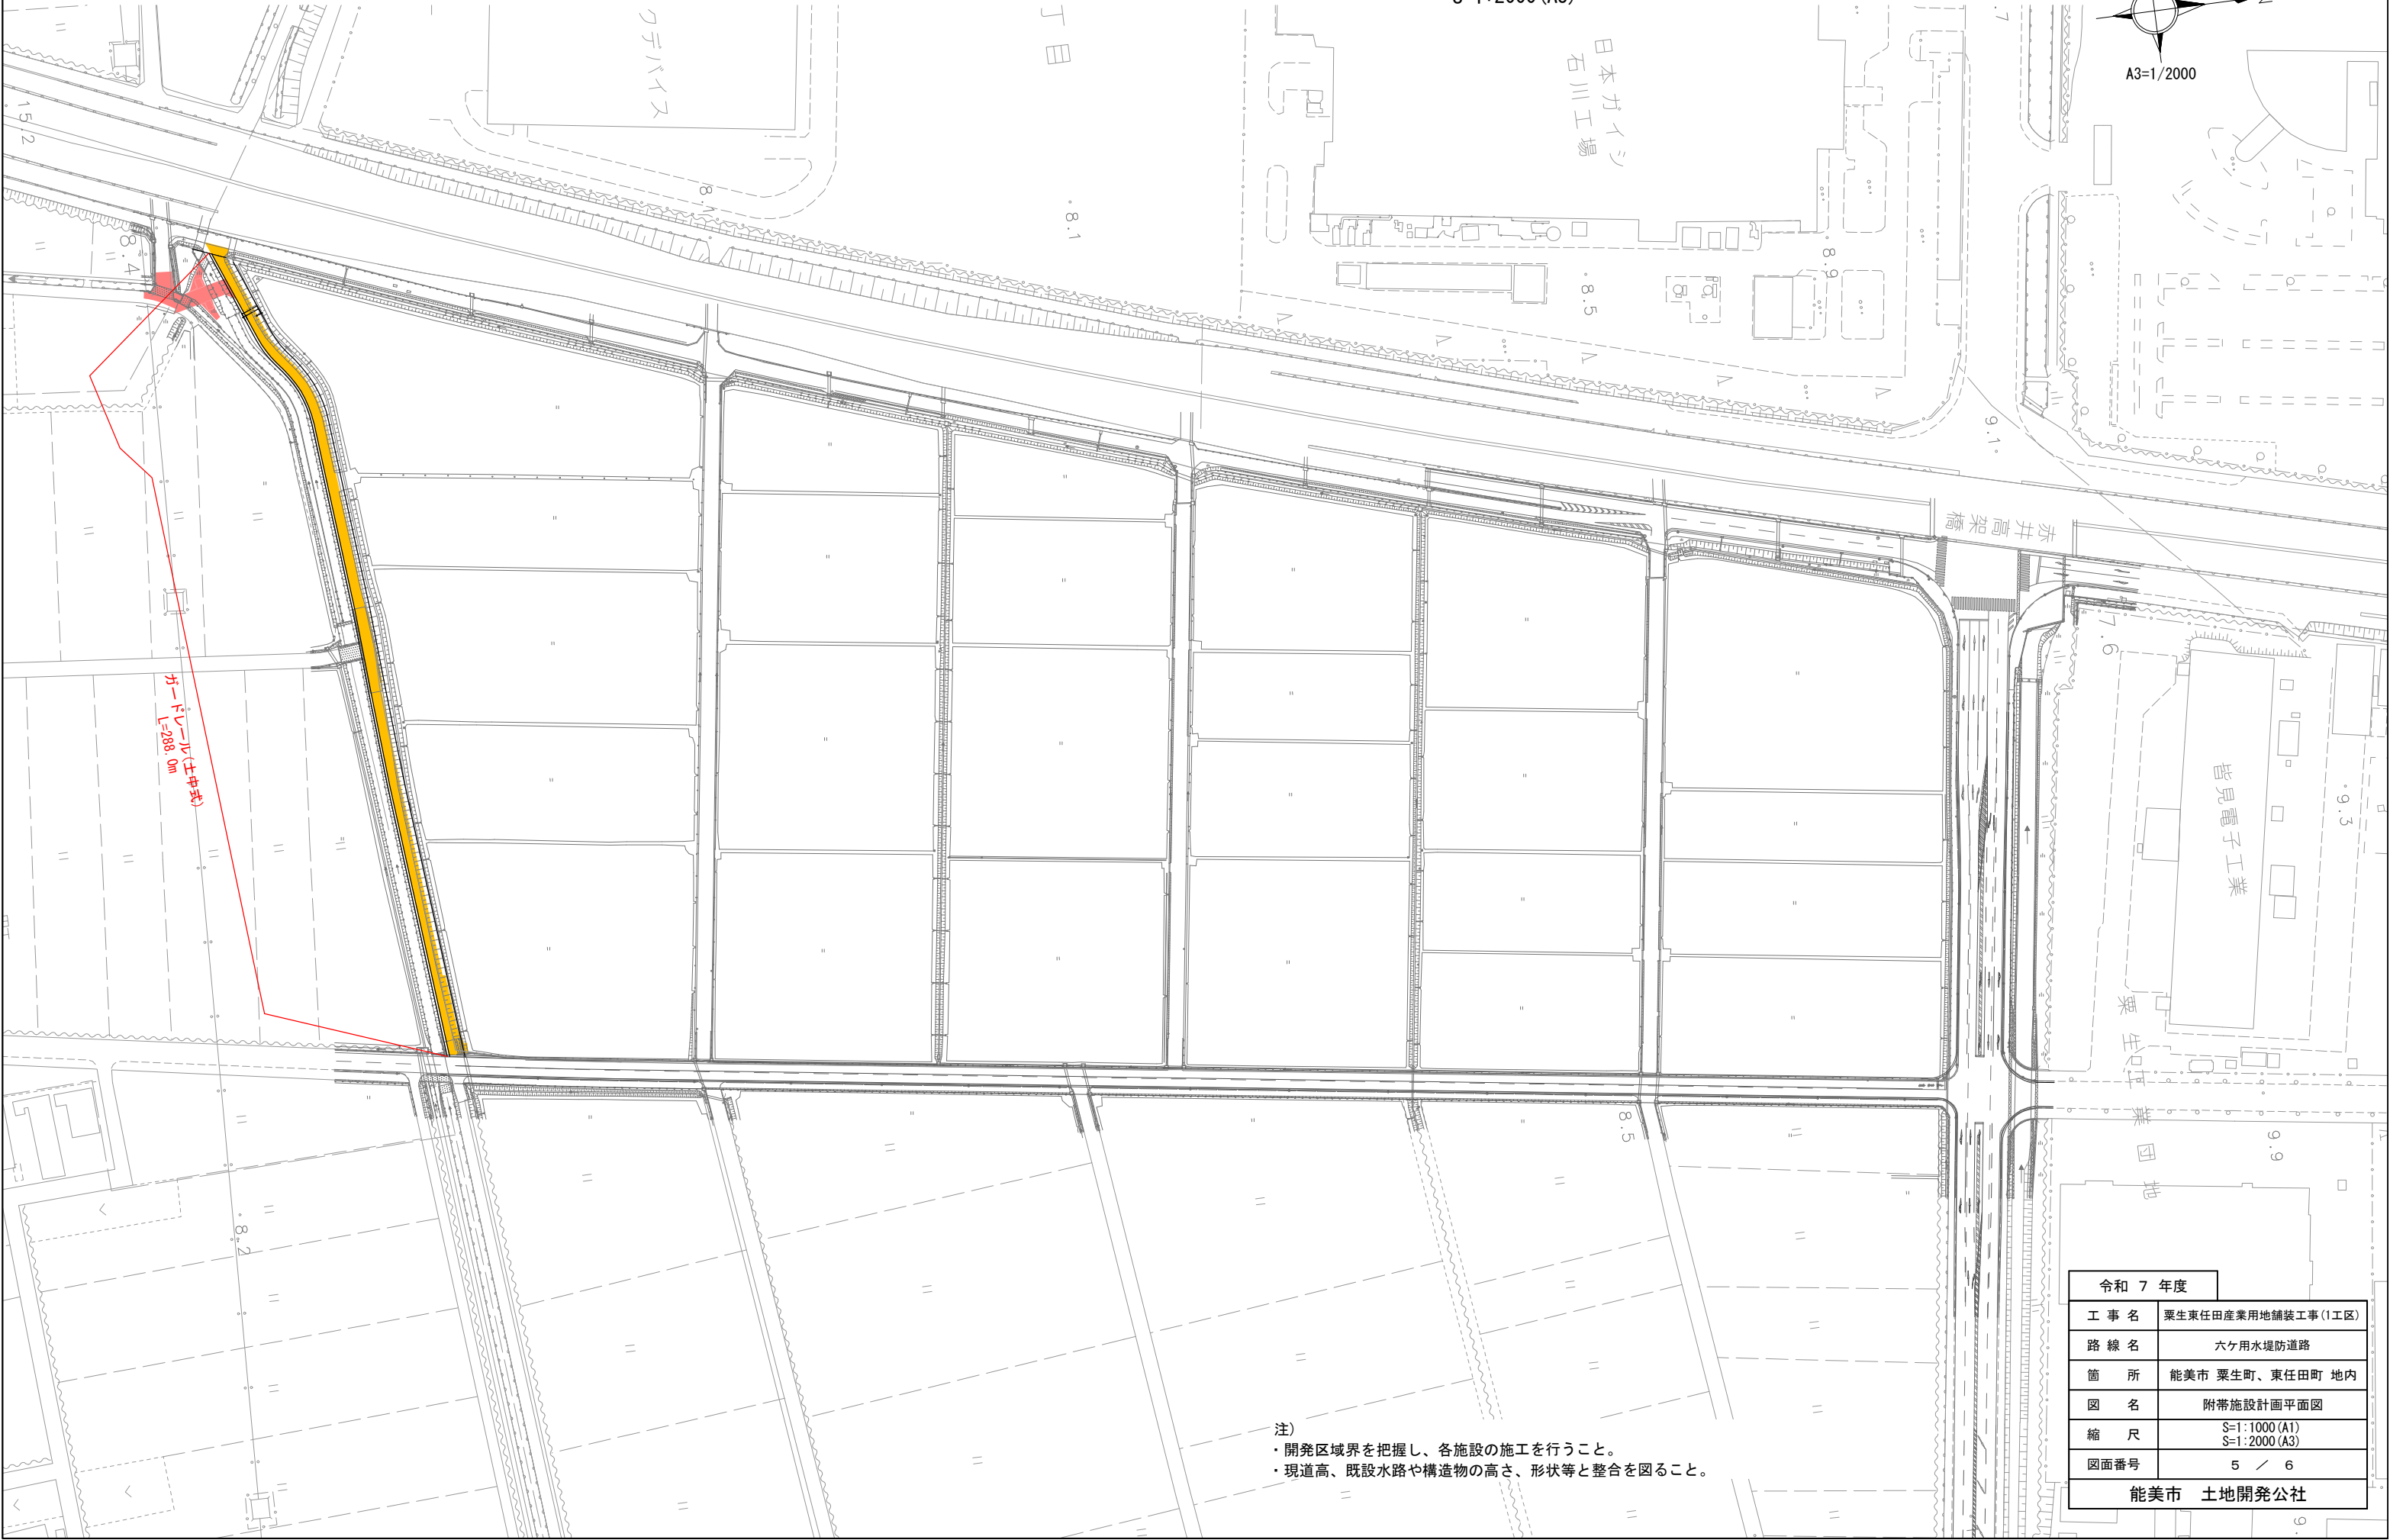 A3=1/2000
クデバイス
丁目
日本ガイシ
石川工場
15.2
8.4
8.1
8.1
8.5
8.9
9.1
赤井高架橋
7.6
9.3
皆見電子工業
粟生工業団地
9.9
8.5
8.2
ガードレール(土中式)
L=288.0m
注)
・開発区域界を把握し、各施設の施工を行うこと。
・現道高、既設水路や構造物の高さ、形状等と整合を図ること。
令和 7 年度
工事名 粟生東任田産業用地舗装工事(1工区)
路線名 六ケ用水堤防道路
箇所 能美市 粟生町、東任田町 地内
図名 附帯施設計画平面図
縮尺 S=1:1000(A1)
S=1:2000(A3)
図面番号 5 / 6
能美市 土地開発公社